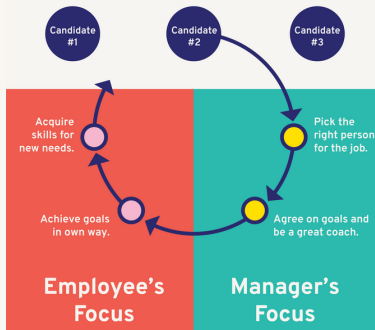 Candidate
#1
Candidate
#2
Candidate
#3
Pick the
right person
for the job.
Agree on goals and
be a great coach.
Achieve goals
in own way.
Acquire
skills for
new needs.
Employee's
Focus
Manager's
Focus